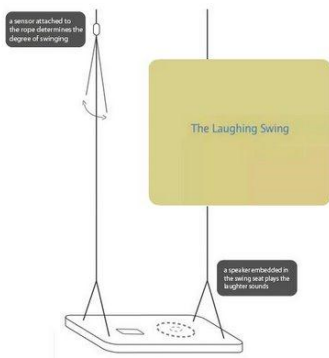 a sensor attached to
the rope determines the
degree of swinging
The Laughing Swing
a speaker embedded in
the swing seat plays the
laughter sounds